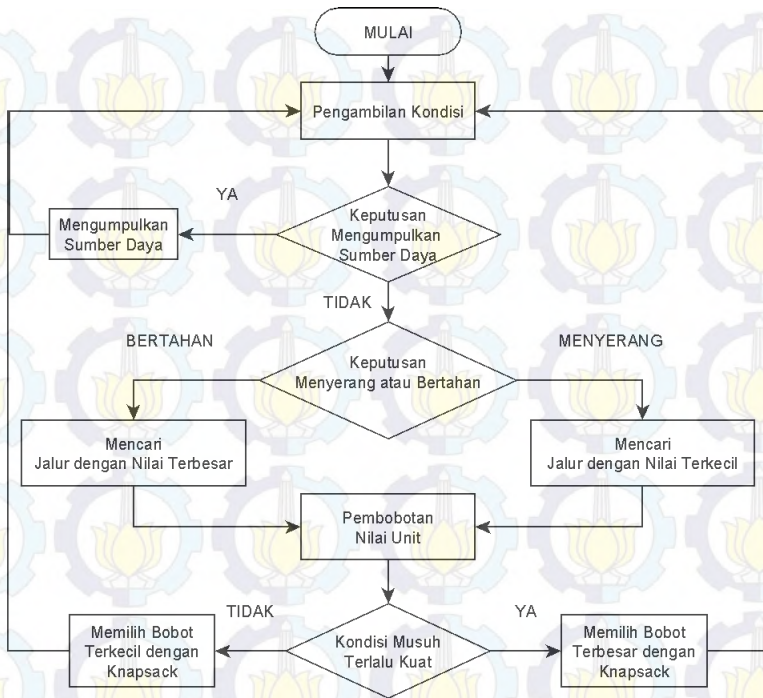 MULAI
Pengambilan Kondisi
YA
Mengumpulkan
Sumber Daya
Keputusan
Mengumpulkan
Sumber Daya
TIDAK
BERTAHAN
MENYERANG
Keputusan
Menyerang atau Bertahan
Mencari
Jalur dengan Nilai Terbesar
Mencari
Jalur dengan Nilai Terkecil
Pembobotan
Nilai Unit
TIDAK
YA
Memilih Bobot
Terkecil dengan
Knapsack
Kondisi Musuh
Terlalu Kuat
Memilih Bobot
Terbesar dengan
Knapsack